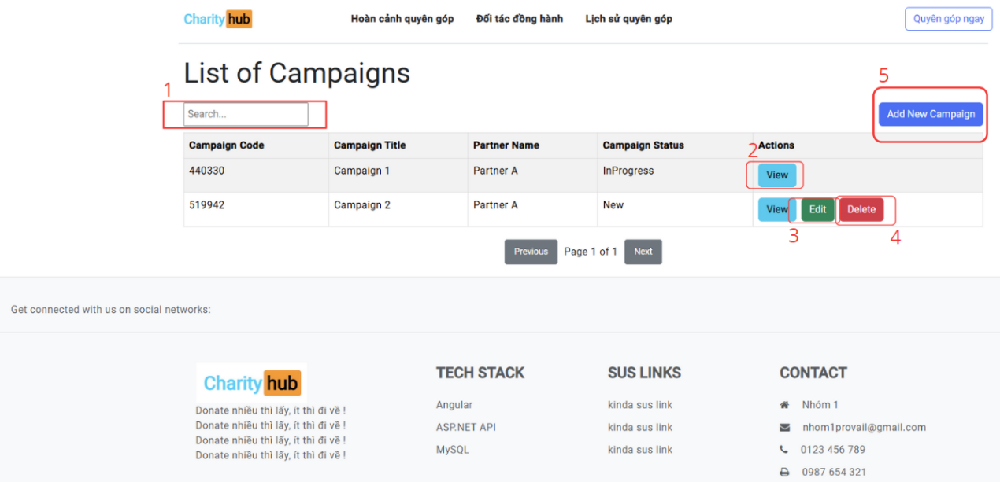 Charity hub Hoàn cảnh quyên góp Đối tác đồng hành Lịch sử quyên góp Quyên góp ngay
List of Campaigns
1 5
Search... Add New Campaign
Campaign Code Campaign Title Partner Name Campaign Status Actions
2
440330 Campaign 1 Partner A InProgress View
519942 Campaign 2 Partner A New View Edit Delete
3 4
Previous Page 1 of 1 Next
Get connected with us on social networks:
Charity hub
Donate nhiều thì lấy, ít thì đi về !
Donate nhiều thì lấy, ít thì đi về !
Donate nhiều thì lấy, ít thì đi về !
Donate nhiều thì lấy, ít thì đi về !
TECH STACK
Angular
ASP.NET API
MySQL
SUS LINKS
kinda sus link
kinda sus link
kinda sus link
CONTACT
Nhóm 1
nhom1provail@gmail.com
0123 456 789
0987 654 321